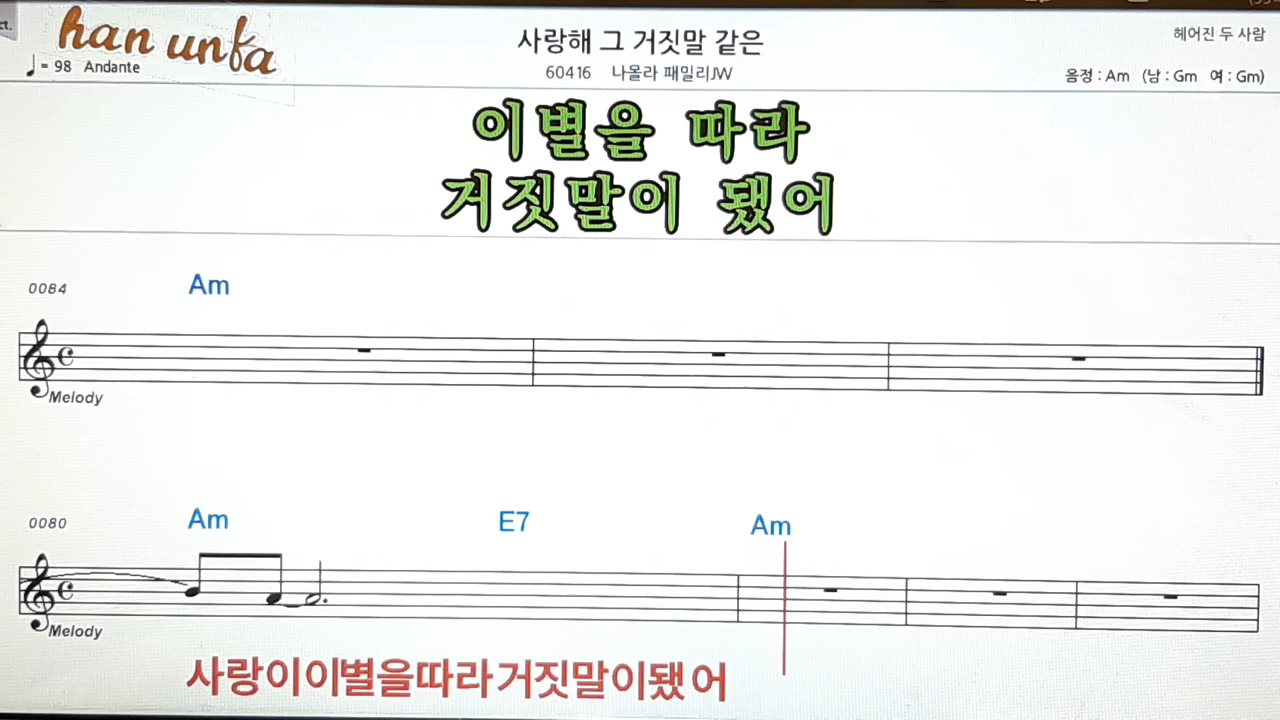 ct.
han unfa
사랑해 그 거짓말 같은
헤어진 두 사람
♩= 98 Andante
60416 나몰라 패밀리JW
음정 : Am (남 : Gm 여 : Gm)
이별을 따라
거짓말이 됐어
0084 Am
Melody
0080 Am E7 Am
Melody
사랑이이별을따라거짓말이됐어